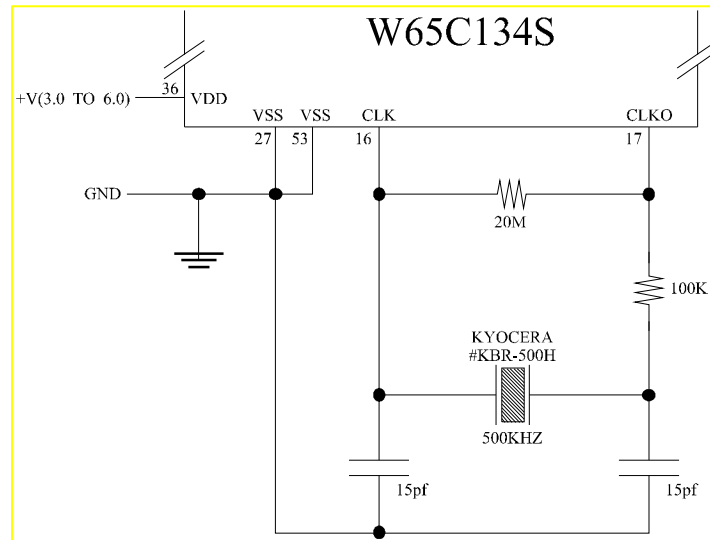 W65C134S
+V(3.0 TO 6.0)
36
VDD
VSS
VSS
CLK
CLKO
27
53
16
17
GND
20M
100K
KYOCERA
#KBR-500H
500KHZ
15pf
15pf